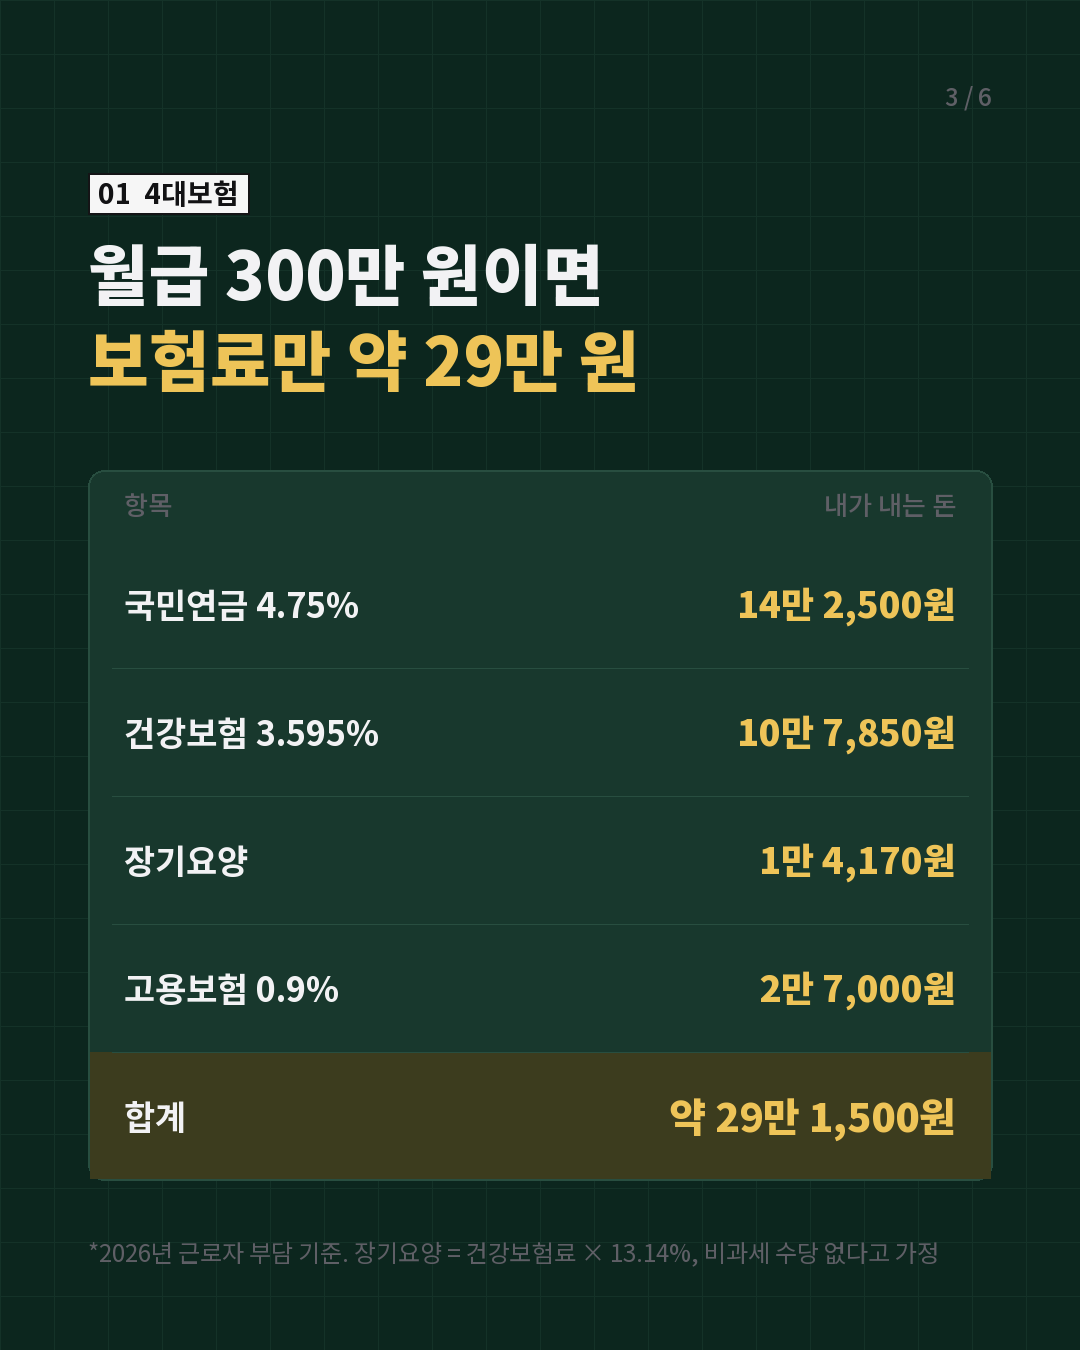 3 / 6
01 4대보험
월급 300만 원이면
보험료만 약 29만 원
항목 내가 내는 돈
국민연금 4.75% 14만 2,500원
건강보험 3.595% 10만 7,850원
장기요양 1만 4,170원
고용보험 0.9% 2만 7,000원
합계 약 29만 1,500원
*2026년 근로자 부담 기준. 장기요양 = 건강보험료 × 13.14%, 비과세 수당 없다고 가정